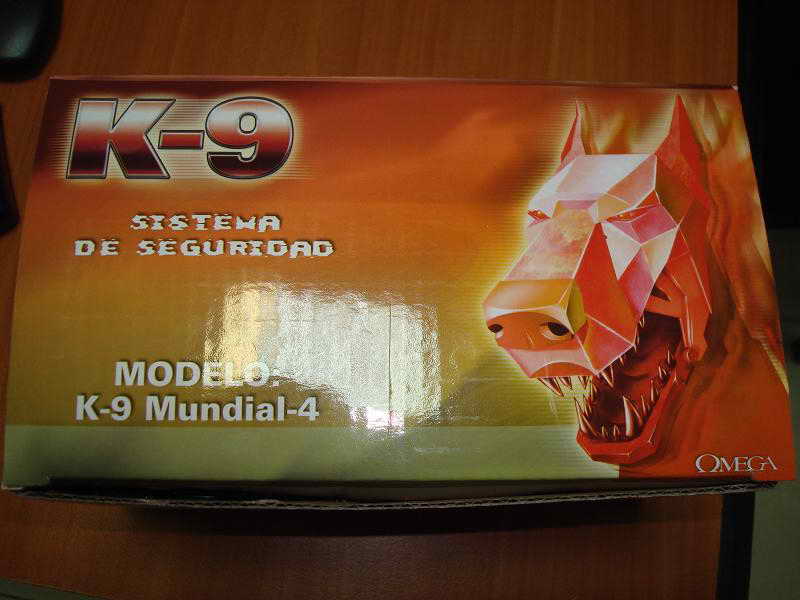 K-9
SISTEMA
DE SEGURIDAD
MODELO:
K-9 Mundial-4
OMEGA